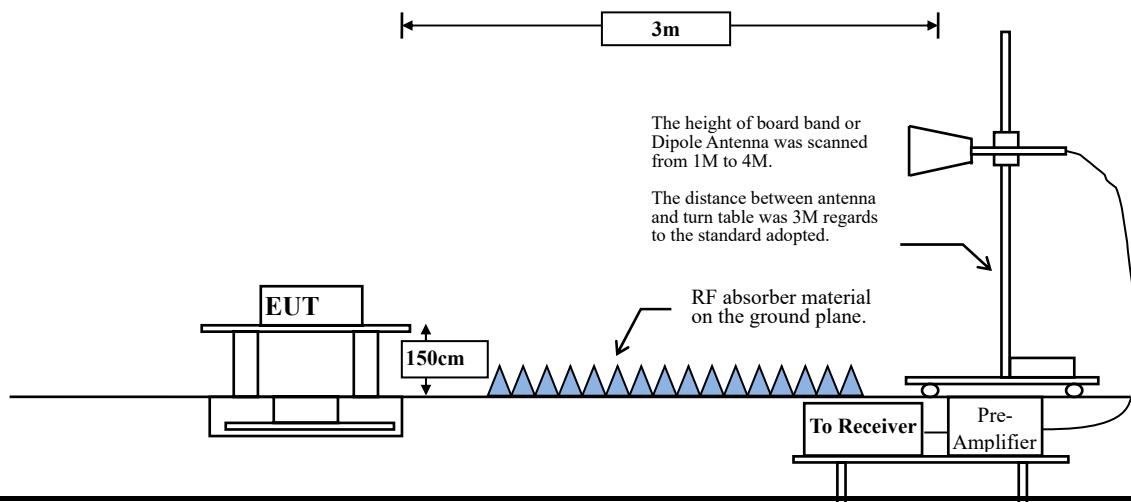 3m
The height of board band or
Dipole Antenna was scanned
from 1M to 4M.
The distance between antenna
and turn table was 3M regards
to the standard adopted.
EUT
RF absorber material
on the ground plane.
150cm
To Receiver
Pre-
Amplifier